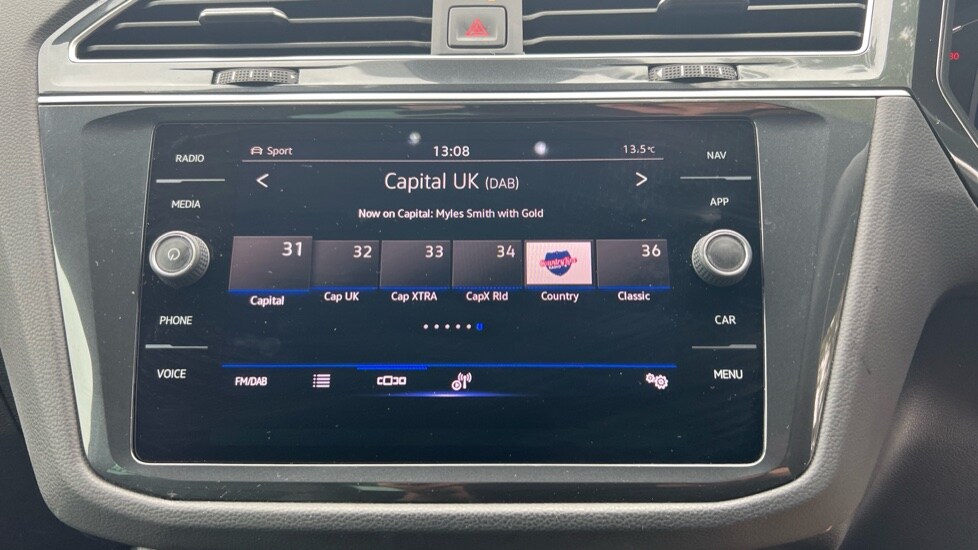 Sport 13:08 13.5°C
RADIO
NAV
< Capital UK (DAB) >
MEDIA
APP
Now on Capital: Myles Smith with Gold
31 32 33 34 36
Country
RADIO
Capital Cap UK Cap XTRA CapX Rld Country Classic
PHONE
CAR
VOICE
MENU
FM/DAB